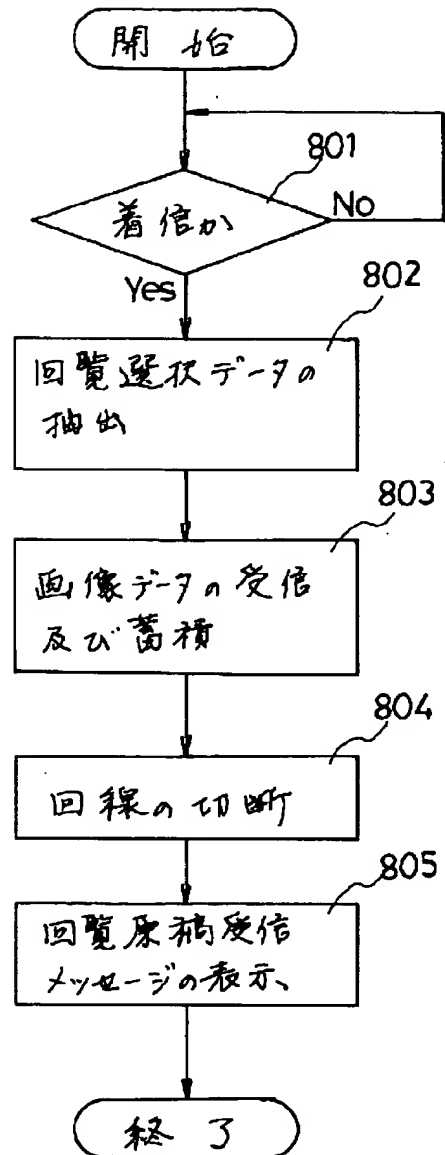 開始
801
着信か
No
Yes
802
回覧選択データの
抽出
803
画像データの受信
及び蓄積
804
回線の切断
805
回覧原稿受信
メッセージの表示、
終了